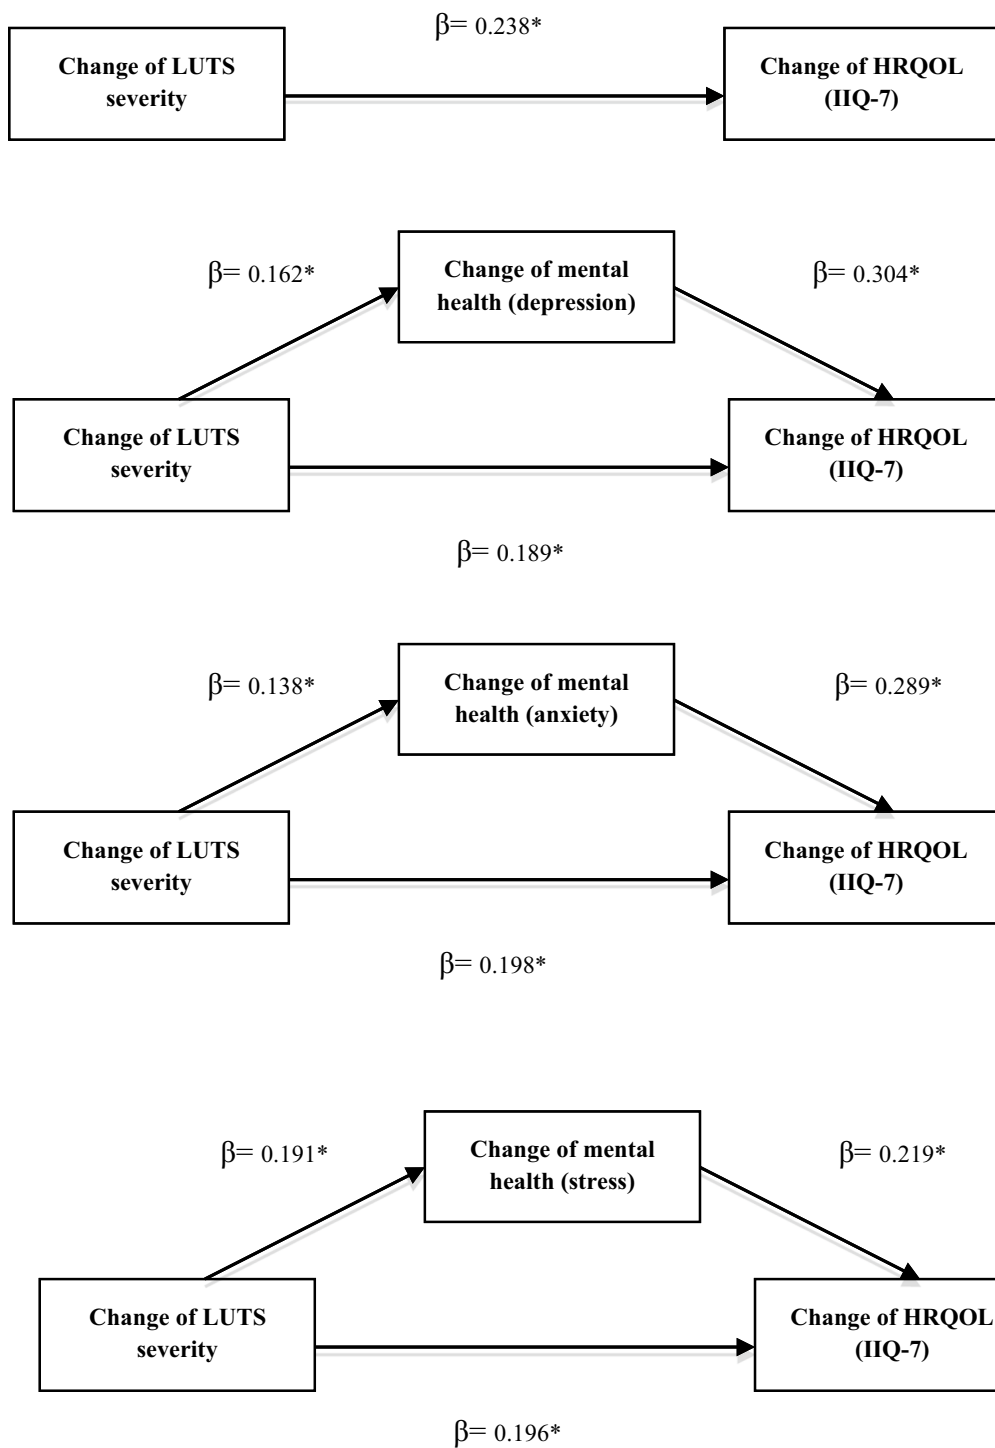 β= 0.238*
Change of LUTS
severity
Change of HRQOL
(IIQ-7)
β= 0.162*
Change of mental
health (depression)
β= 0.304*
Change of LUTS
severity
Change of HRQOL
(IIQ-7)
β= 0.189*
β= 0.138*
Change of mental
health (anxiety)
β= 0.289*
Change of LUTS
severity
Change of HRQOL
(IIQ-7)
β= 0.198*
β= 0.191*
Change of mental
health (stress)
β= 0.219*
Change of LUTS
severity
Change of HRQOL
(IIQ-7)
β= 0.196*